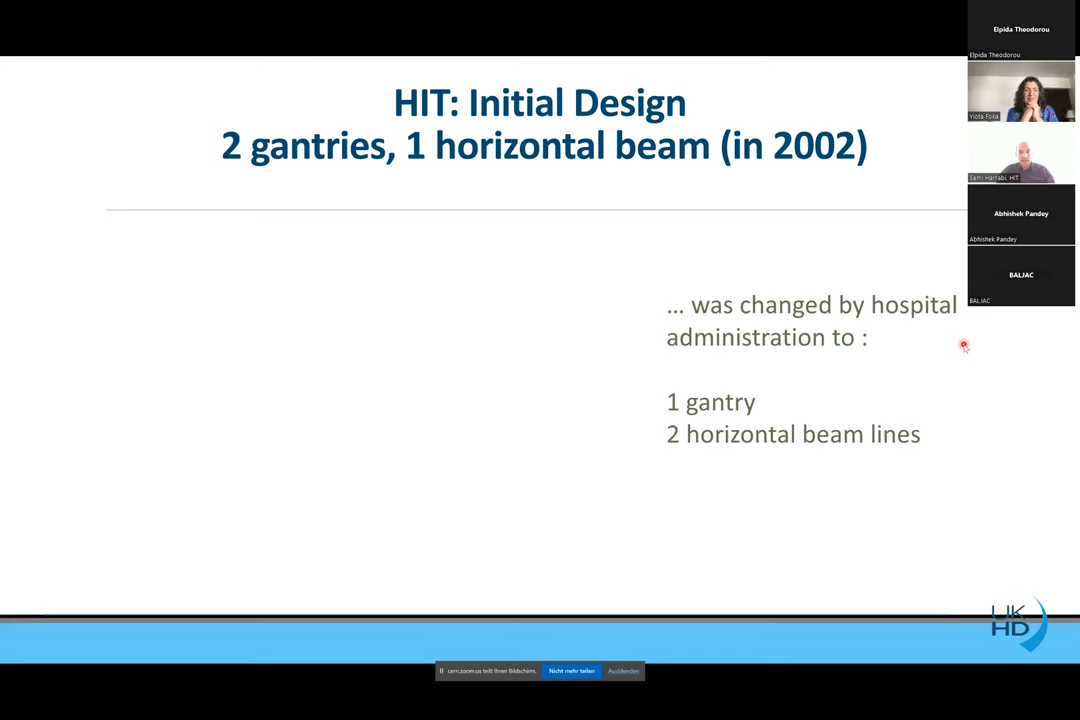 HIT: Initial Design
2 gantries, 1 horizontal beam (in 2002)
... was changed by hospital
administration to :
1 gantry
2 horizontal beam lines
UK
HD
Elpida Theodorou
Elpida Theodorou
Yiota Foka
Semi Harrabi, HIT
Abhishek Pandey
Abhishek Pandey
BALJAC
BALJAC
cern.zoom.us teilt Ihren Bildschirm.
Nicht mehr teilen
Ausblenden